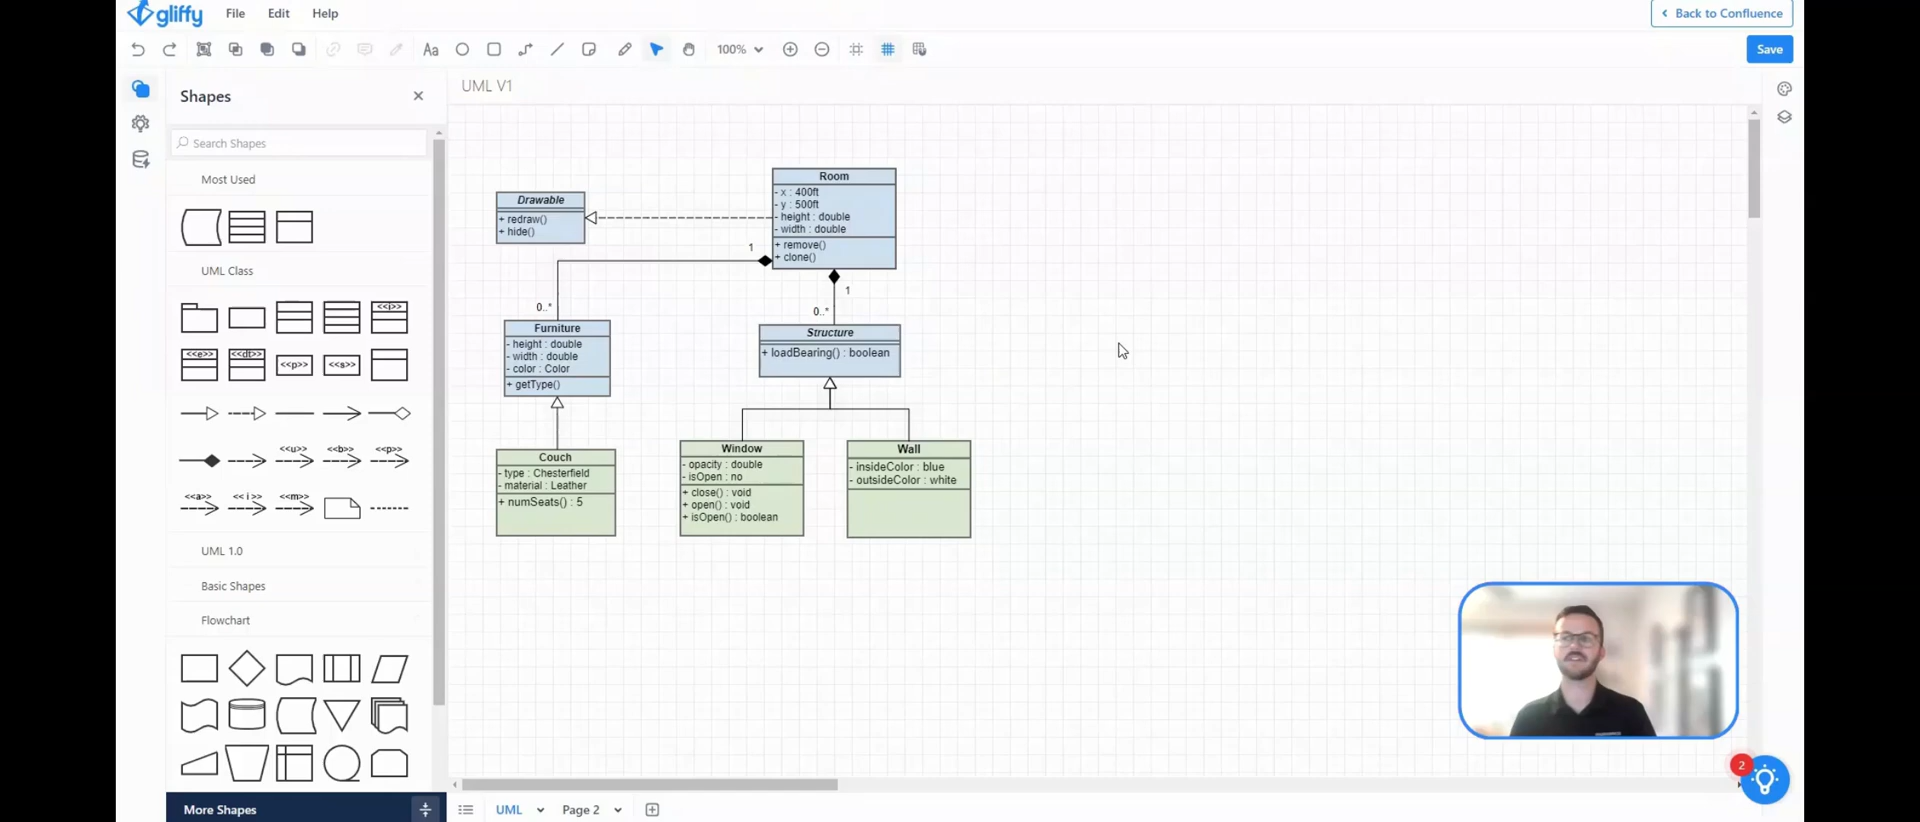 gliffy File Edit Help
Back to Confluence
Aa
100%
Save
Shapes
UML V1
Search Shapes
Most Used
UML Class
<<i>>
<<e>> <<dt>> <<p>> <<s>>
<<u>> <<b>> <<p>>
<<a>> <<i>> <<m>>
UML 1.0
Basic Shapes
Flowchart
More Shapes
Drawable
+ redraw()
+ hide()
Room
- x : 400ft
- y : 500ft
- height : double
- width : double
+ remove()
+ clone()
1
0..*
1
0..*
Furniture
- height : double
- width : double
- color : Color
+ getType()
Structure
+ loadBearing() : boolean
Couch
- type : Chesterfield
- material : Leather
+ numSeats() : 5
Window
- opacity : double
- isOpen : no
+ close() : void
+ open() : void
+ isOpen() : boolean
Wall
- insideColor : blue
- outsideColor : white
2
UML Page 2